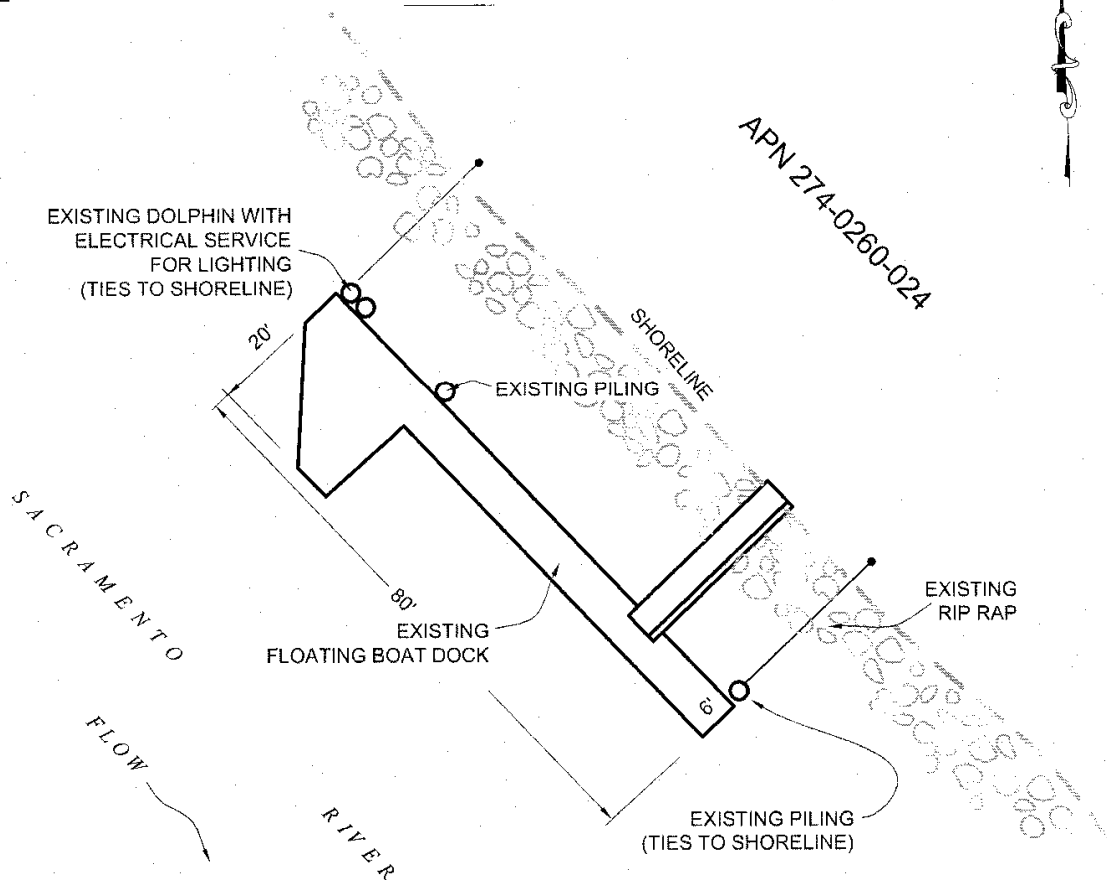 APN 274-0260-024
EXISTING DOLPHIN WITH
ELECTRICAL SERVICE
FOR LIGHTING
(TIES TO SHORELINE)
20'
SHORELINE
EXISTING PILING
80'
EXISTING
FLOATING BOAT DOCK
EXISTING
RIP RAP
6'
SACRAMENTO
FLOW
RIVER
EXISTING PILING
(TIES TO SHORELINE)